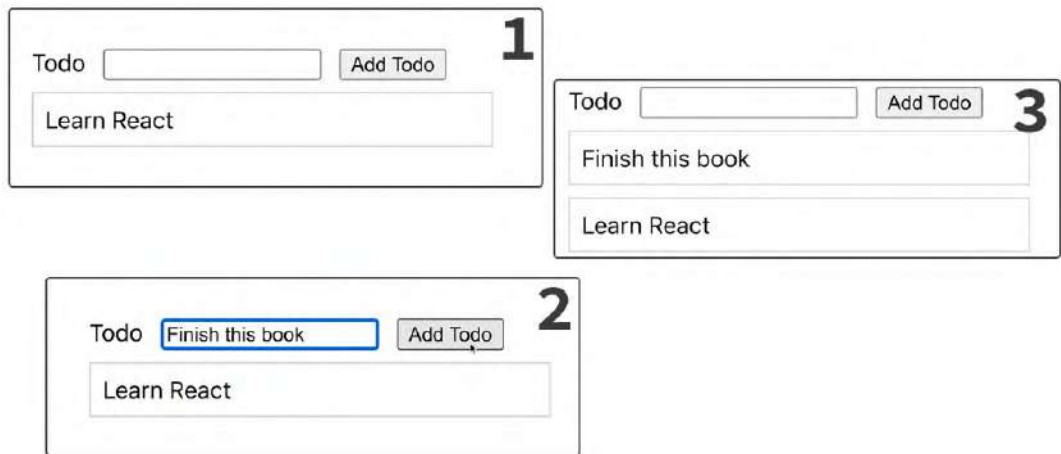 1
Todo Add Todo
Learn React
2
Todo Finish this book Add Todo
Learn React
3
Todo Add Todo
Finish this book
Learn React